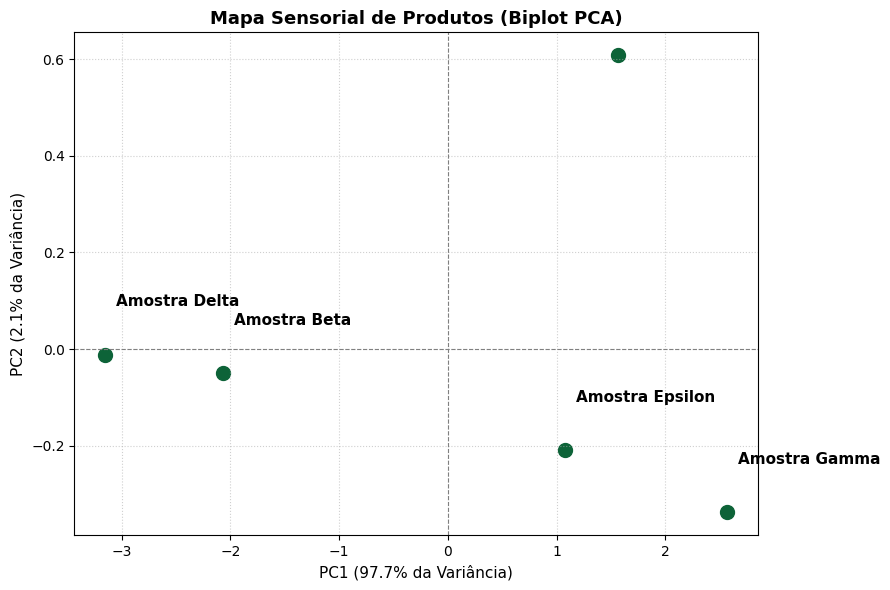 Mapa Sensorial de Produtos (Biplot PCA)
PC2 (2.1% da Variância)
0.6
0.4
0.2
0.0
−0.2
Amostra Delta
Amostra Beta
Amostra Epsilon
Amostra Gamma
−3
−2
−1
0
1
2
PC1 (97.7% da Variância)